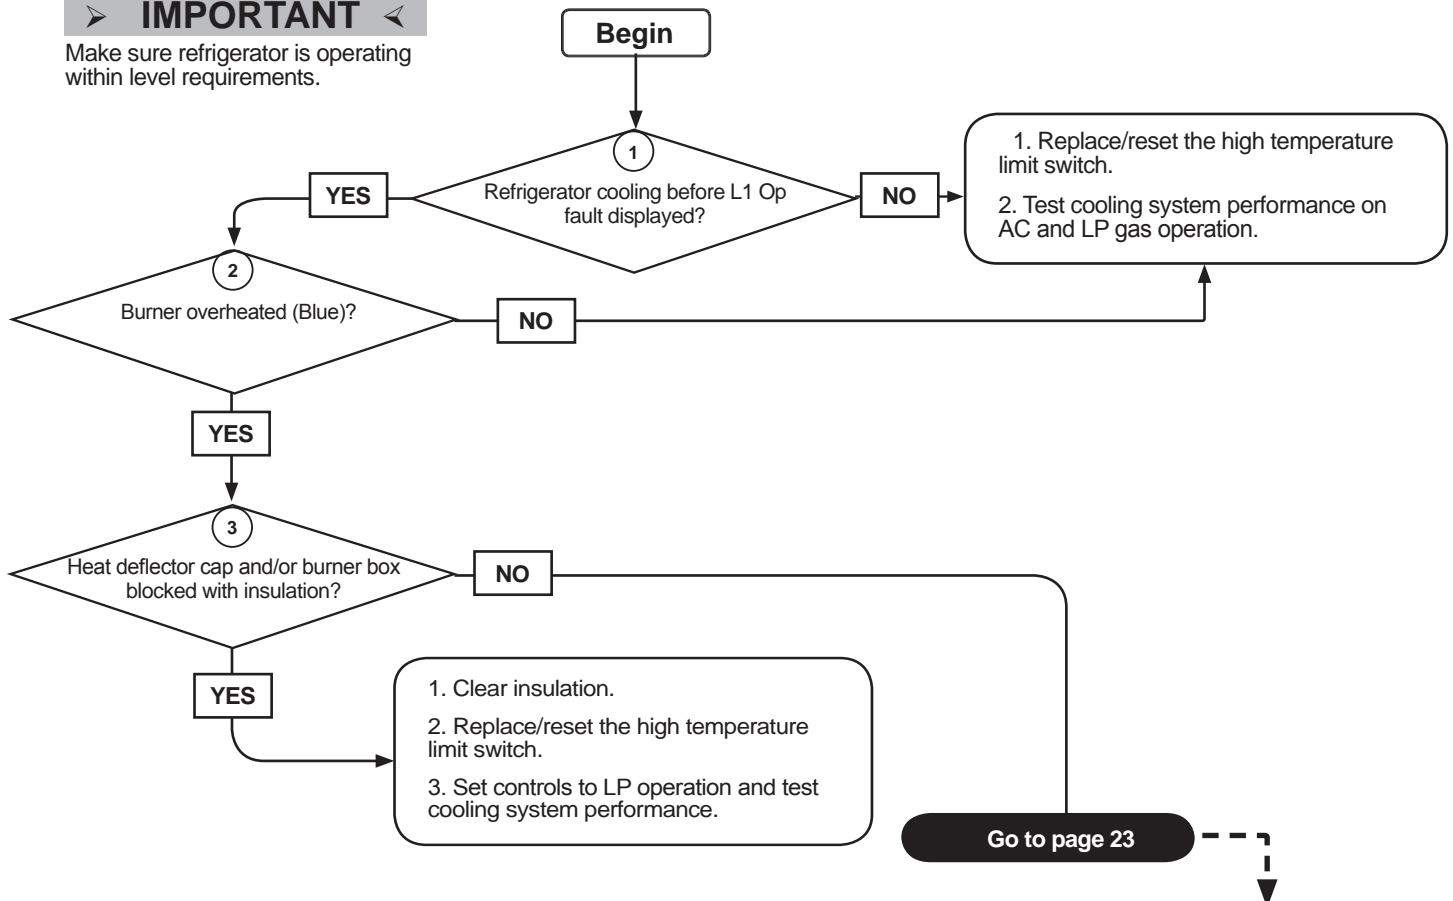 ➢ IMPORTANT ➢
Make sure refrigerator is operating
within level requirements.
Begin
1
Refrigerator cooling before L1 Op
fault displayed?
YES
NO
1. Replace/reset the high temperature
limit switch.
2. Test cooling system performance on
AC and LP gas operation.
2
Burner overheated (Blue)?
NO
YES
3
Heat deflector cap and/or burner box
blocked with insulation?
NO
YES
1. Clear insulation.
2. Replace/reset the high temperature
limit switch.
3. Set controls to LP operation and test
cooling system performance.
Go to page 23